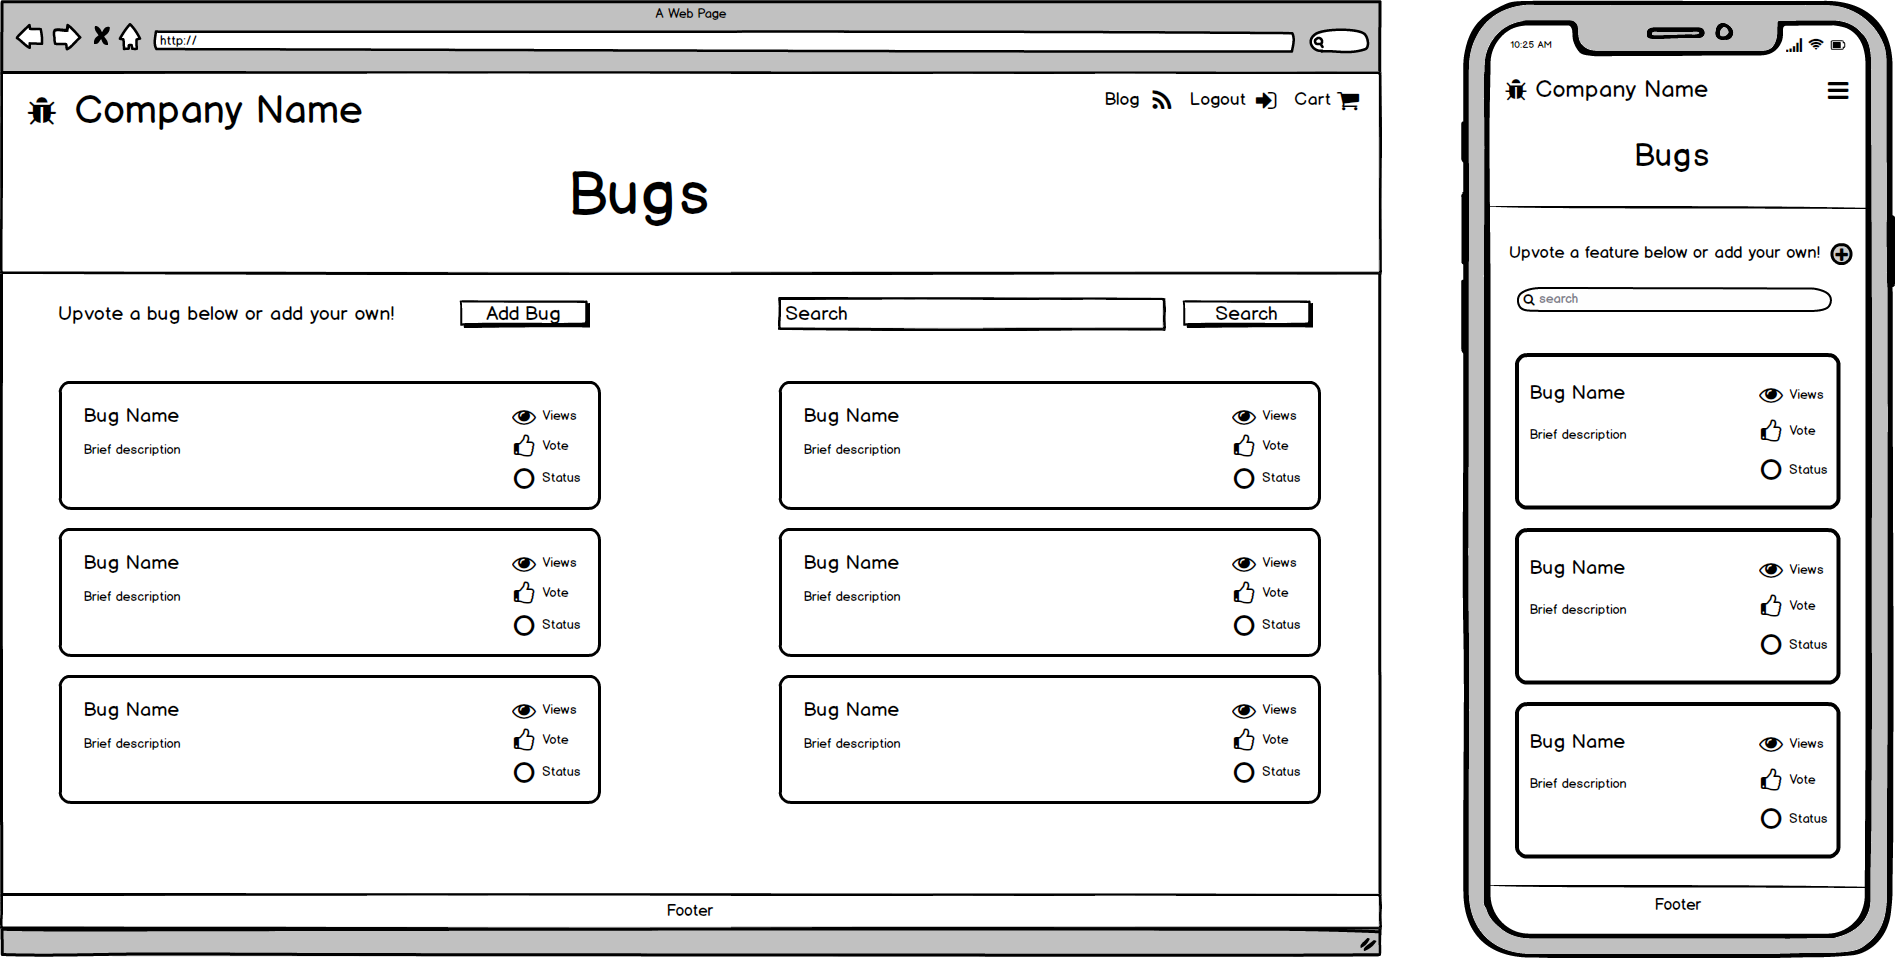 A Web Page
http://
Company Name
Blog Logout Cart
Bugs
Upvote a bug below or add your own! Add Bug Search Search
Bug Name
Brief description
Views
Vote
Status
Bug Name
Brief description
Views
Vote
Status
Bug Name
Brief description
Views
Vote
Status
Bug Name
Brief description
Views
Vote
Status
Bug Name
Brief description
Views
Vote
Status
Bug Name
Brief description
Views
Vote
Status
Footer
10:25 AM
Company Name
Bugs
Upvote a feature below or add your own!
search
Bug Name
Brief description
Views
Vote
Status
Bug Name
Brief description
Views
Vote
Status
Bug Name
Brief description
Views
Vote
Status
Footer